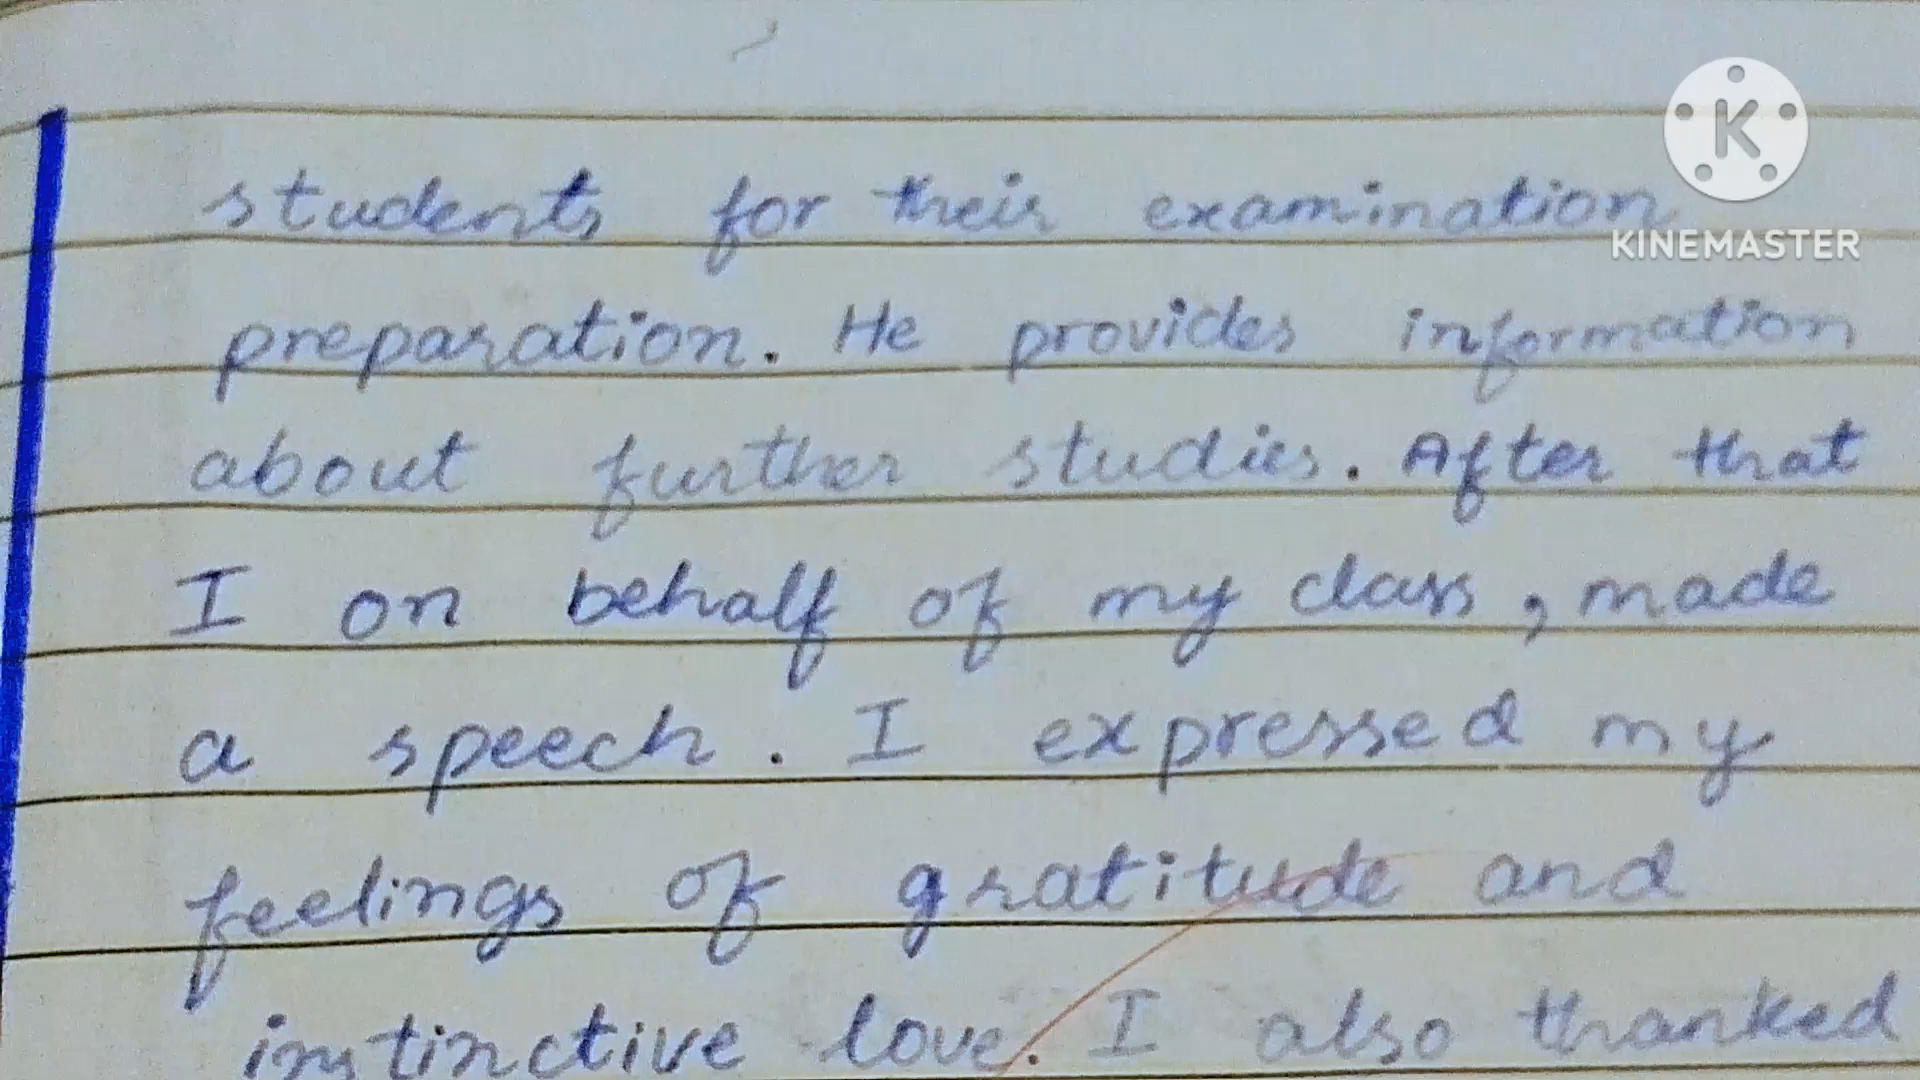 K
KINEMASTER
students for their examination
preparation. He provides information
about further studies. After that
I on behalf of my class, made
a speech. I expressed my
feelings of gratitude and
instinctive love. I also thanked